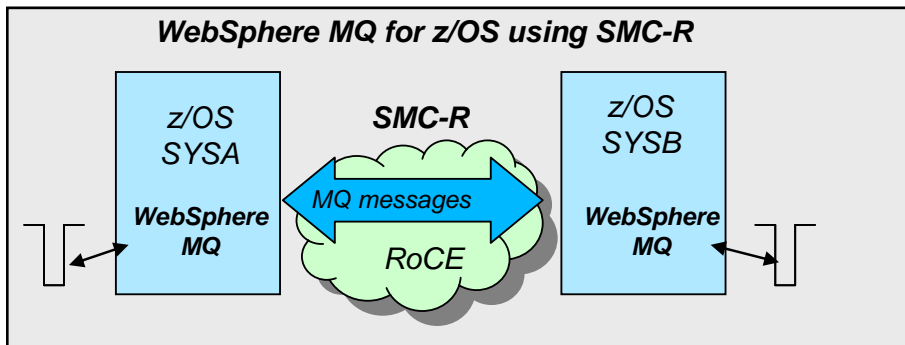 WebSphere MQ for z/OS using SMC-R
z/OS
SYSA
WebSphere
MQ
SMC-R
MQ messages
RoCE
z/OS
SYSB
WebSphere
MQ